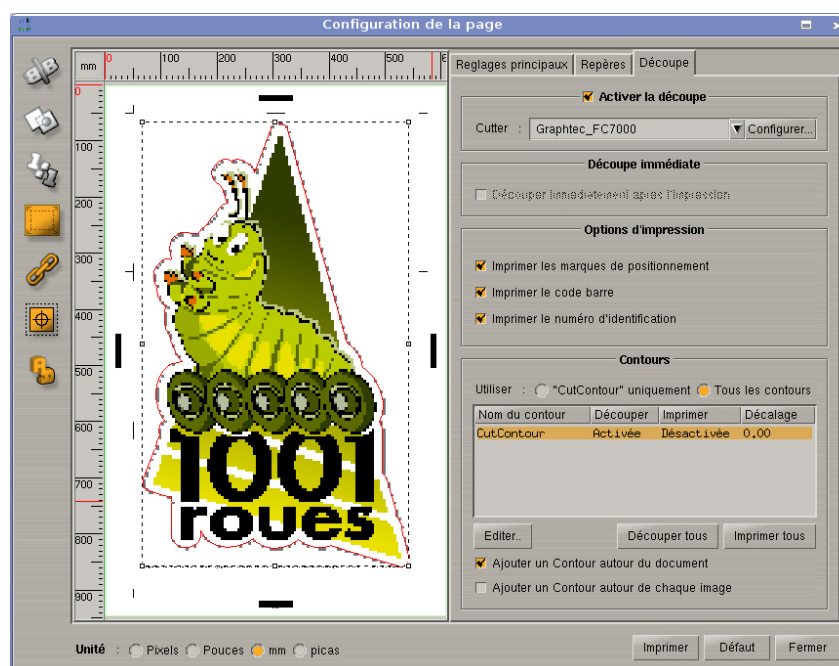 Configuration de la page
mm
0 100 200 300 400 500 6
0
100
200
300
400
500
600
700
800
900
1001
roues
Reglages principaux Repères Découpe
Activer la découpe
Cutter : Graphtec_FC7000 Configurer...
Découpe immédiate
Découper immédiatement après l'impression
Options d'impression
Imprimer les marques de positionnement
Imprimer le code barre
Imprimer le numéro d'identification
Contours
Utiliser : "CutContour" uniquement Tous les contours
Nom du contour Découper Imprimer Décalage
CutContour Activée Désactivée 0.00
Editer.. Découper tous Imprimer tous
Ajouter un Contour autour du document
Ajouter un Contour autour de chaque image
Unité : Pixels Pouces mm picas
Imprimer Défaut Fermer